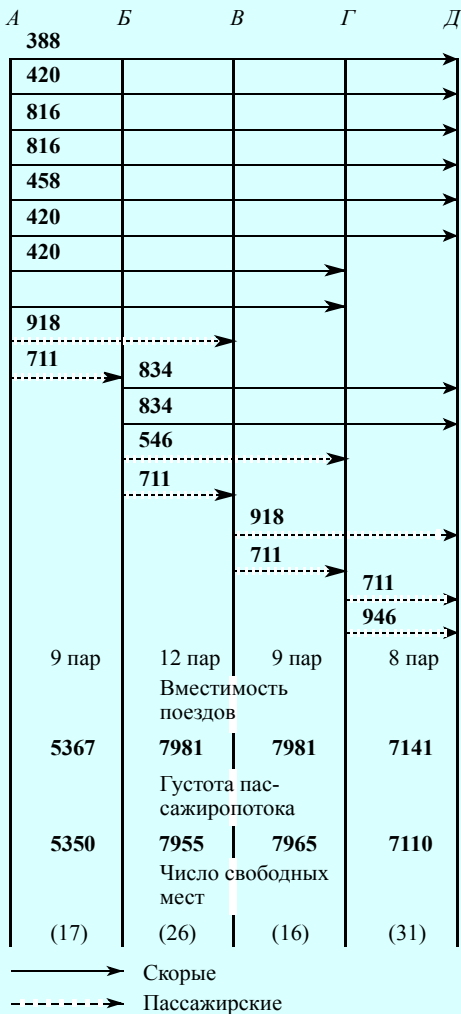 А Б В Г Д
388
420
816
816
458
420
420
918
711
834
834
546
711
918
711
711
946
9 пар 12 пар 9 пар 8 пар
Вместимость
поездов
5367 7981 7981 7141
Густота пас-
сажиропотока
5350 7955 7965 7110
Число свободных
мест
(17) (26) (16) (31)
Скорые
Пассажирские